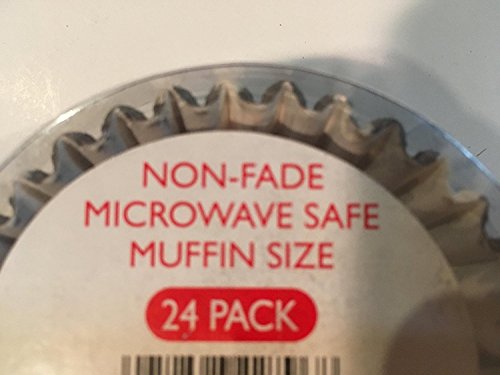 NON-FADE
MICROWAVE SAFE
MUFFIN SIZE
24 PACK